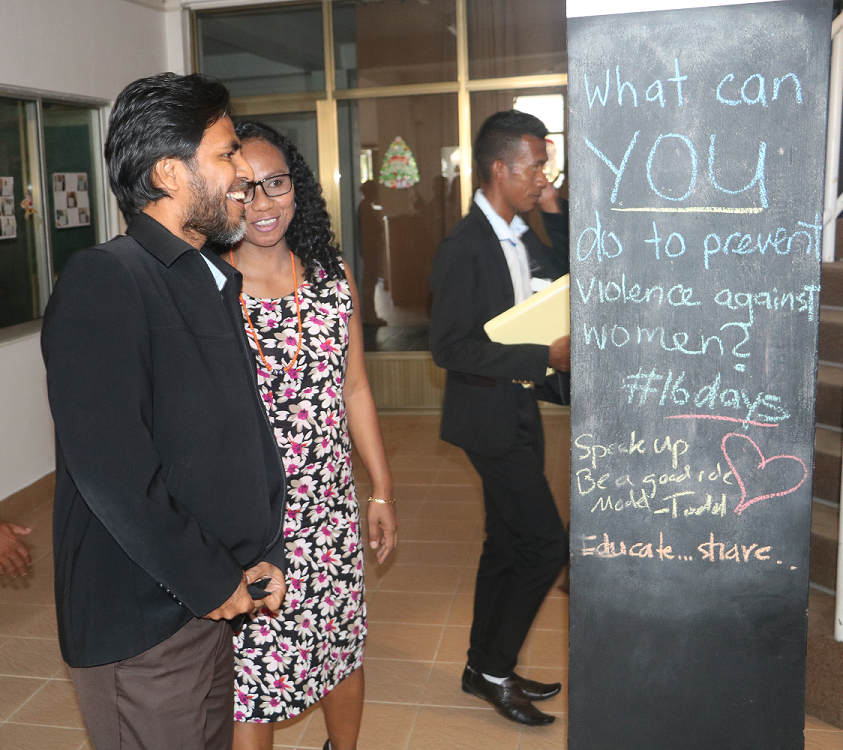 What can
YOU
do to prevent
violence against
women?
#16days
Speak up
Be a good role
Model - Todd
Educate... share...